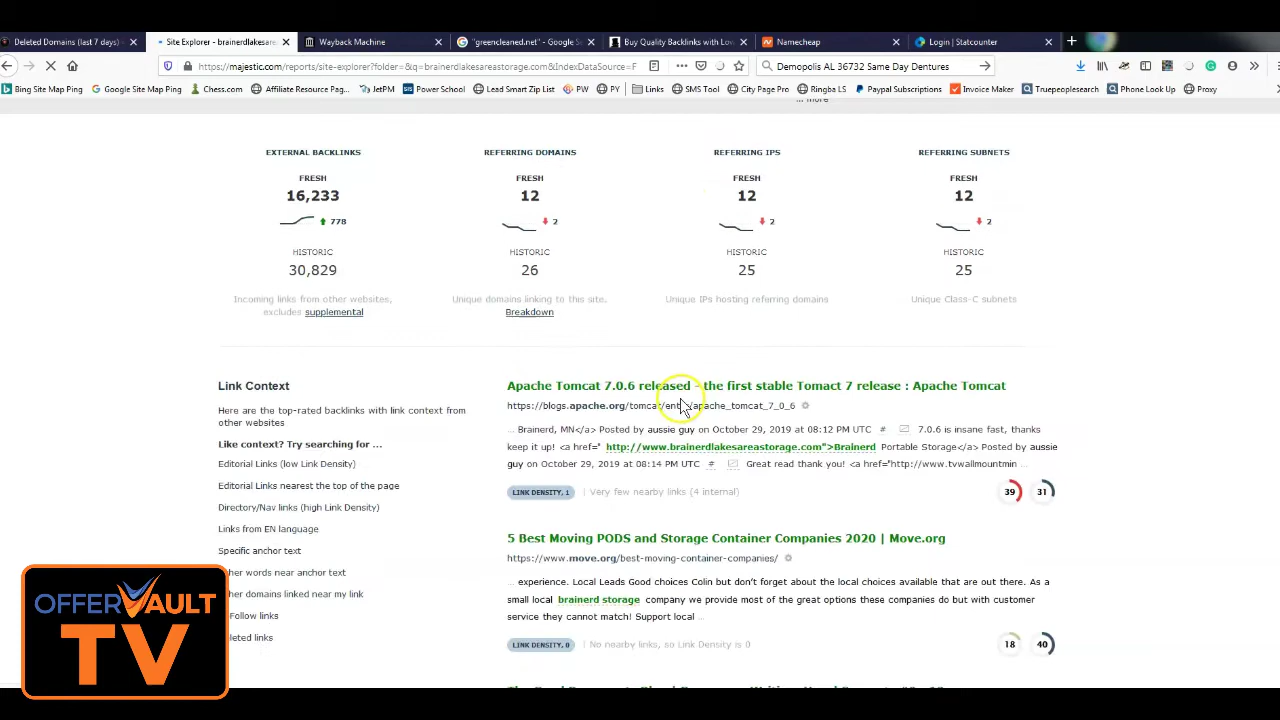 Deleted Domains (last 7 days) ×
Site Explorer - brainerdlakesare ×
Wayback Machine ×
"greencleaned.net" - Google Se ×
Buy Quality Backlinks with Low ×
Namecheap ×
Login | Statcounter ×
https://majestic.com/reports/site-explorer?folder=&q=brainerdlakesareastorage.com&IndexDataSource=F
Demopolis AL 36732 Same Day Dentures
Bing Site Map Ping
Google Site Map Ping
Chess.com
Affiliate Resource Pag...
JetPM
Power School
Lead Smart Zip List
PW
PY
Links
SMS Tool
City Page Pro
Ringba LS
Paypal Subscriptions
Invoice Maker
Truepeoplesearch
Phone Look Up
Proxy
... more
EXTERNAL BACKLINKS
FRESH
16,233
778
HISTORIC
30,829
Incoming links from other websites,
excludes supplemental
REFERRING DOMAINS
FRESH
12
2
HISTORIC
26
Unique domains linking to this site.
Breakdown
REFERRING IPS
FRESH
12
2
HISTORIC
25
Unique IPs hosting referring domains
REFERRING SUBNETS
FRESH
12
2
HISTORIC
25
Unique Class-C subnets
Link Context
Here are the top-rated backlinks with link context from
other websites
Like context? Try searching for ...
Editorial Links (low Link Density)
Editorial Links nearest the top of the page
Directory/Nav links (high Link Density)
Links from EN language
Specific anchor text
her words near anchor text
her domains linked near my link
Follow links
eleted links
Apache Tomcat 7.0.6 released - the first stable Tomact 7 release : Apache Tomcat
https://blogs.apache.org/tomcat/entry/apache_tomcat_7_0_6
... Brainerd, MN</a> Posted by aussie guy on October 29, 2019 at 08:12 PM UTC # 7.0.6 is insane fast, thanks
keep it up! <a href=" http://www.brainerdlakesareastorage.com">Brainerd Portable Storage</a> Posted by aussie
guy on October 29, 2019 at 08:14 PM UTC # Great read thank you! <a href="http://www.tvwallmountmin ...
LINK DENSITY, 1 | Very few nearby links (4 internal)
39 31
5 Best Moving PODS and Storage Container Companies 2020 | Move.org
https://www.move.org/best-moving-container-companies/
... experience. Local Leads Good choices Colin but don't forget about the local choices available that are out there. As a
small local brainerd storage company we provide most of the great options these companies do but with customer
service they cannot match! Support local ...
LINK DENSITY, 0 | No nearby links, so Link Density is 0
18 40
OFFERVAULT
TV